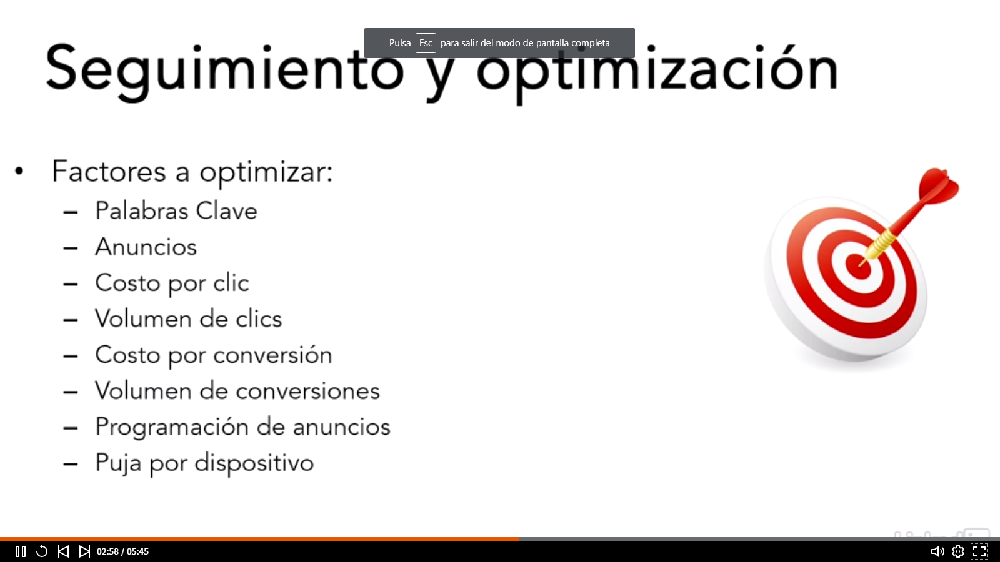 Pulsa Esc para salir del modo de pantalla completa
Seguimiento y optimización
• Factores a optimizar:
– Palabras Clave
– Anuncios
– Costo por clic
– Volumen de clics
– Costo por conversión
– Volumen de conversiones
– Programación de anuncios
– Puja por dispositivo
02:58 / 05:45